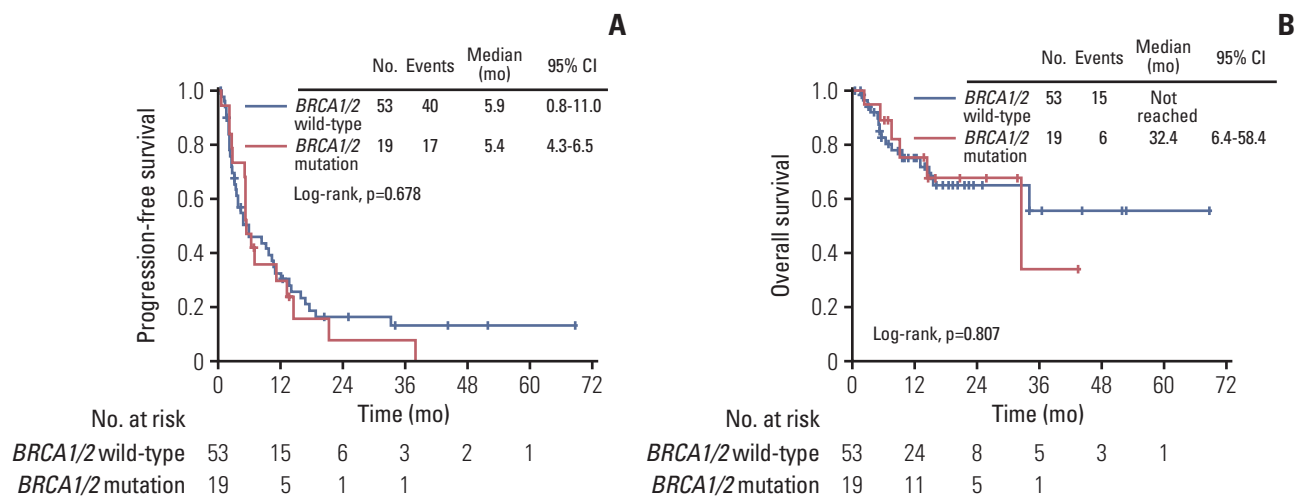 A
No. Events Median (mo) 95% CI
BRCA1/2 wild-type 53 40 5.9 0.8-11.0
BRCA1/2 mutation 19 17 5.4 4.3-6.5
Log-rank, p=0.678
Progression-free survival
1.0
0.8
0.6
0.4
0.2
0
0 12 24 36 48 60 72
Time (mo)
No. at risk
BRCA1/2 wild-type 53 15 6 3 2 1
BRCA1/2 mutation 19 5 1 1
B
No. Events Median (mo) 95% CI
BRCA1/2 wild-type 53 15 Not reached
BRCA1/2 mutation 19 6 32.4 6.4-58.4
Log-rank, p=0.807
Overall survival
1.0
0.8
0.6
0.4
0.2
0
0 12 24 36 48 60 72
Time (mo)
No. at risk
BRCA1/2 wild-type 53 24 8 5 3 1
BRCA1/2 mutation 19 11 5 1